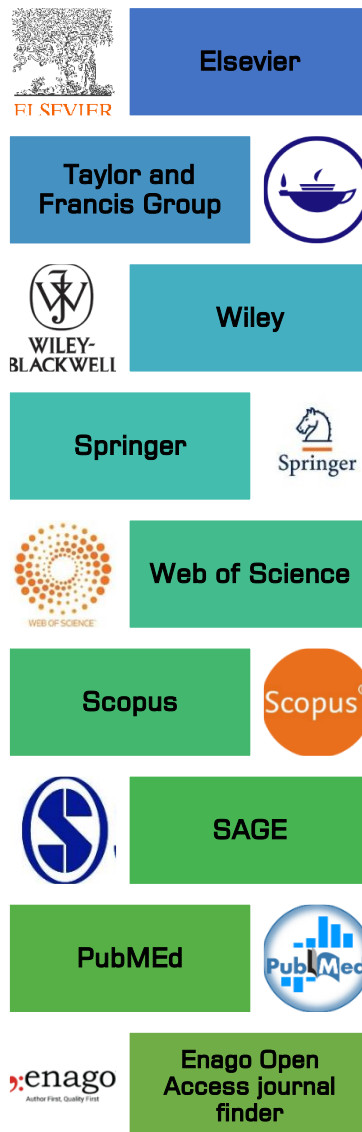 ELSEVIER
Elsevier
Taylor and
Francis Group
WILEY-
BLACKWELL
Wiley
Springer
Springer
WEB OF SCIENCE
Web of Science
Scopus
Scopus
SAGE
PubMEd
PubMed
enago
Author First, Quality First
Enago Open
Access journal
finder